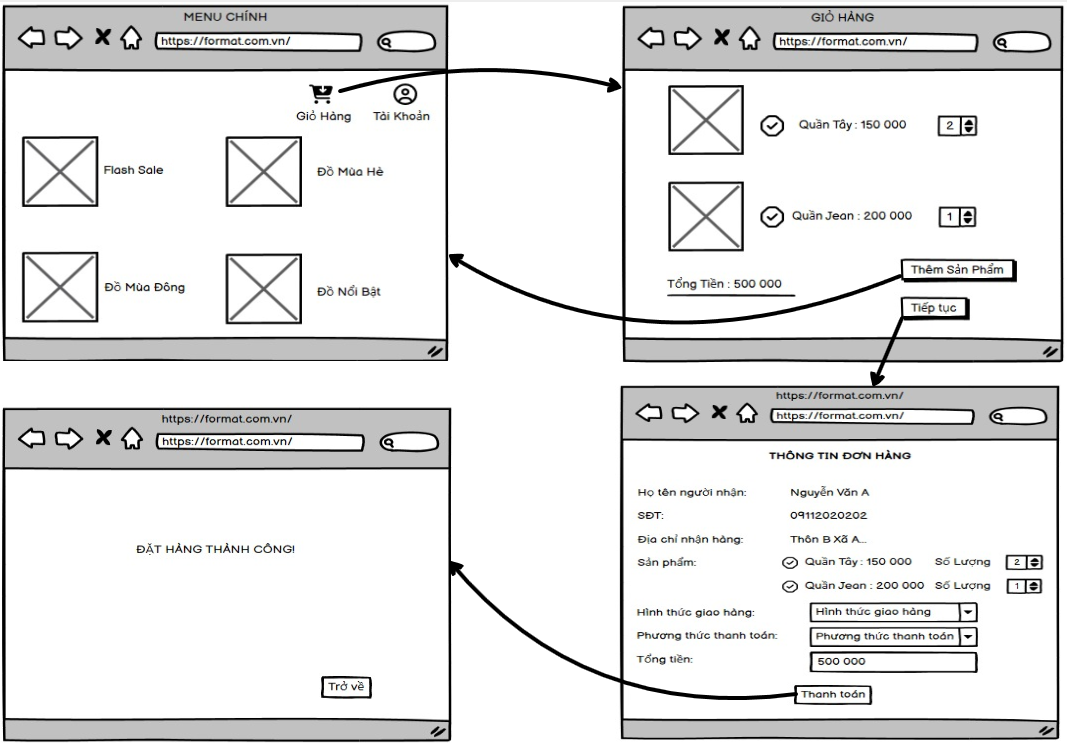 MENU CHÍNH
https://format.com.vn/
Giỏ Hàng
Tài Khoản
Flash Sale
Đồ Mùa Hè
Đồ Mùa Đông
Đồ Nổi Bật
GIỎ HÀNG
https://format.com.vn/
Quần Tây : 150 000
2
Quần Jean : 200 000
1
Thêm Sản Phẩm
Tổng Tiền : 500 000
Tiếp tục
https://format.com.vn/
https://format.com.vn/
ĐẶT HÀNG THÀNH CÔNG!
Trở về
https://format.com.vn/
https://format.com.vn/
THÔNG TIN ĐƠN HÀNG
Họ tên người nhận: Nguyễn Văn A
SĐT: 09112020202
Địa chỉ nhận hàng: Thôn B Xã A...
Sản phẩm: Quần Tây : 150 000 Số Lượng 2
Quần Jean : 200 000 Số Lượng 1
Hình thức giao hàng: Hình thức giao hàng
Phương thức thanh toán: Phương thức thanh toán
Tổng tiền: 500 000
Thanh toán